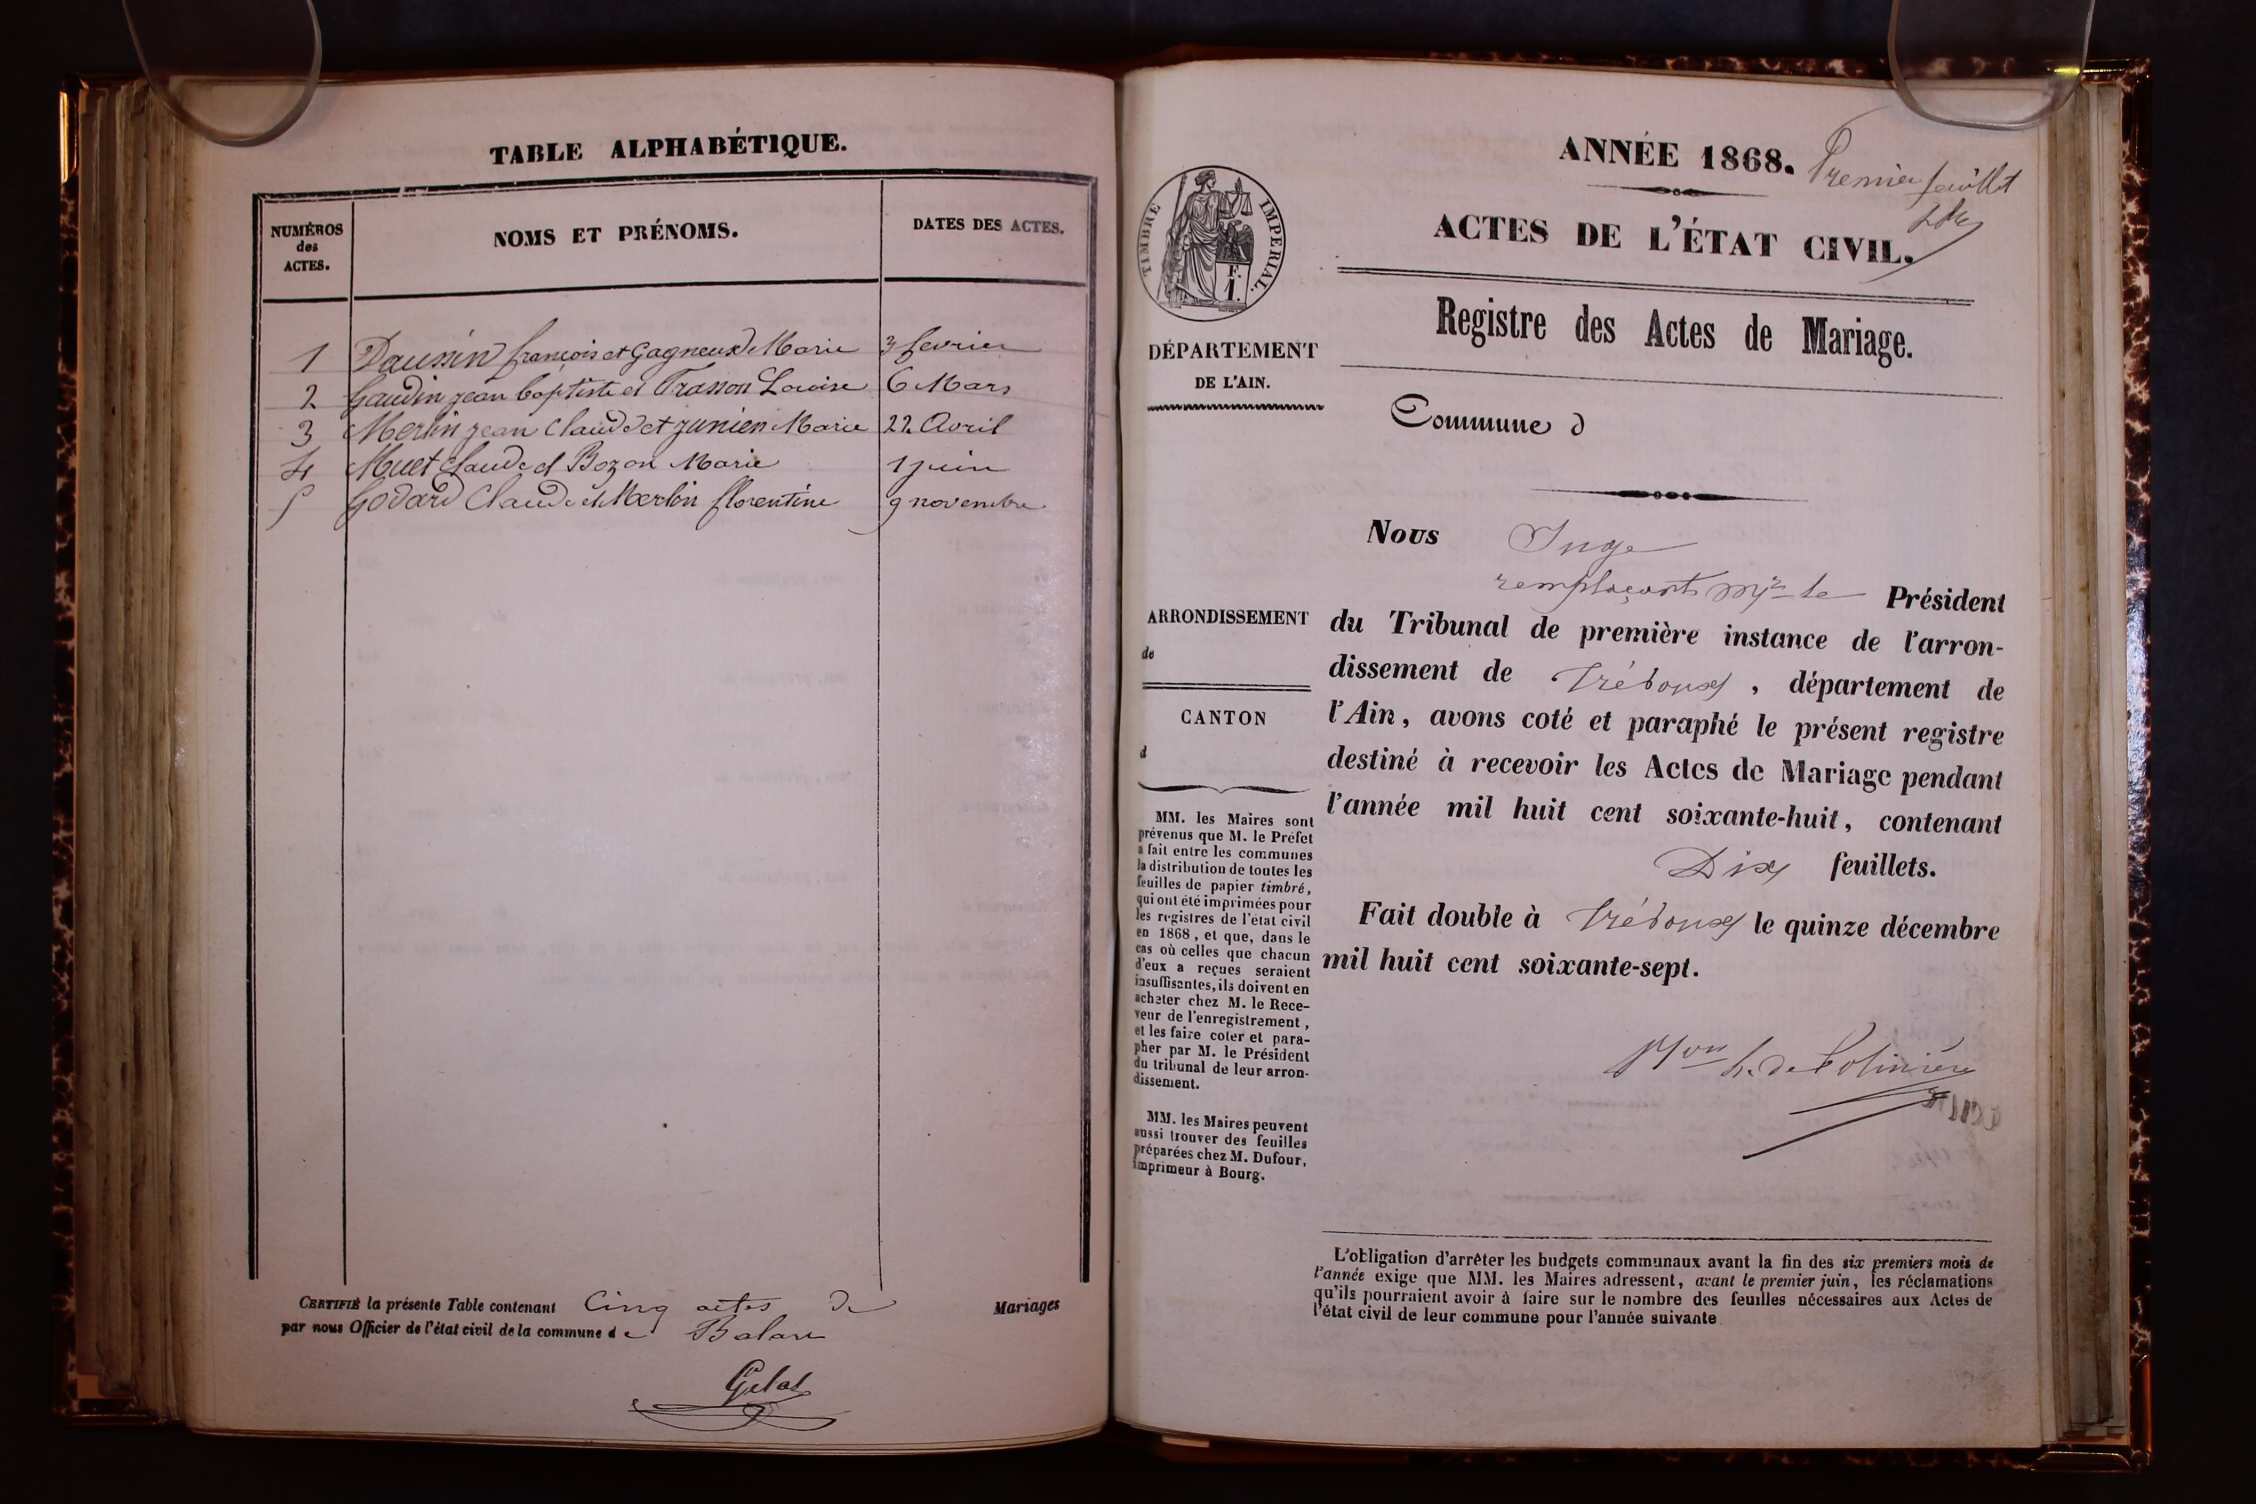 TABLE ALPHABÉTIQUE.
NUMÉROS des ACTES.
NOMS ET PRÉNOMS.
DATES DES ACTES.
1 Daussin françois et Gagneux Marie 3 fevrier
2 Gaudin jean baptiste et Trasson Louise 6 Mars
3 Merlin jean Claude et junien Marie 22 Avril
4 Muet Claude et Bozon Marie 1 juin
5 Godard Claude et Merlin florentine 9 novembre
CERTIFIÉ la présente Table contenant Cinq actes de Mariages
par nous Officier de l'état civil de la commune de Balan
Gelas
ANNÉE 1868.
Premier feuillet
ACTES DE L'ÉTAT CIVIL.
TIMBRE IMPERIAL.
F.
1.
Registre des Actes de Mariage.
DÉPARTEMENT
DE L'AIN.
Commune d
ARRONDISSEMENT
de
CANTON
d
MM. les Maires sont
prévenus que M. le Préfet
a fait entre les communes
la distribution de toutes les
feuilles de papier timbré,
qui ont été imprimées pour
les registres de l'état civil
en 1868, et que, dans le
cas où celles que chacun
d'eux a reçues seraient
insuffisantes, ils doivent en
acheter chez M. le Rece-
veur de l'enregistrement,
et les faire coter et para-
pher par M. le Président
du tribunal de leur arron-
dissement.
MM. les Maires peuvent
aussi trouver des feuilles
préparées chez M. Dufour,
imprimeur à Bourg.
Nous Juge
remplaçant Mr le Président
du Tribunal de première instance de l'arron-
dissement de Trévoux, département de
l'Ain, avons coté et paraphé le présent registre
destiné à recevoir les Actes de Mariage pendant
l'année mil huit cent soixante-huit, contenant
Dix feuillets.
Fait double à Trévoux le quinze décembre
mil huit cent soixante-sept.
L'obligation d'arrêter les budgets communaux avant la fin des six premiers mois de
l'année exige que MM. les Maires adressent, avant le premier juin, les réclamations
qu'ils pourraient avoir à faire sur le nombre des feuilles nécessaires aux Actes de
l'état civil de leur commune pour l'année suivante